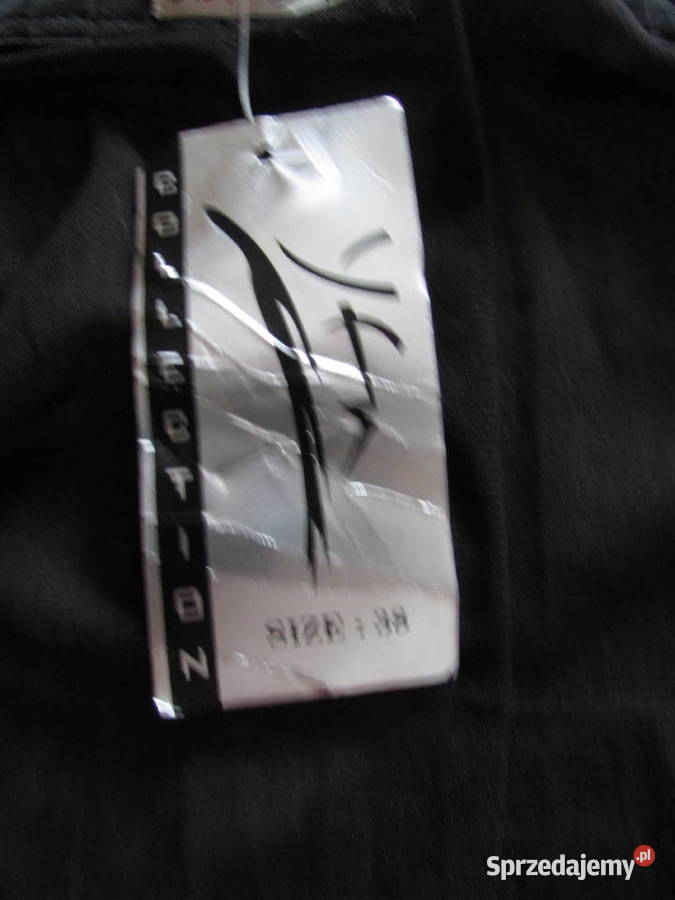 COLLECTION
SIZE : 38
Sprzedajemy.pl